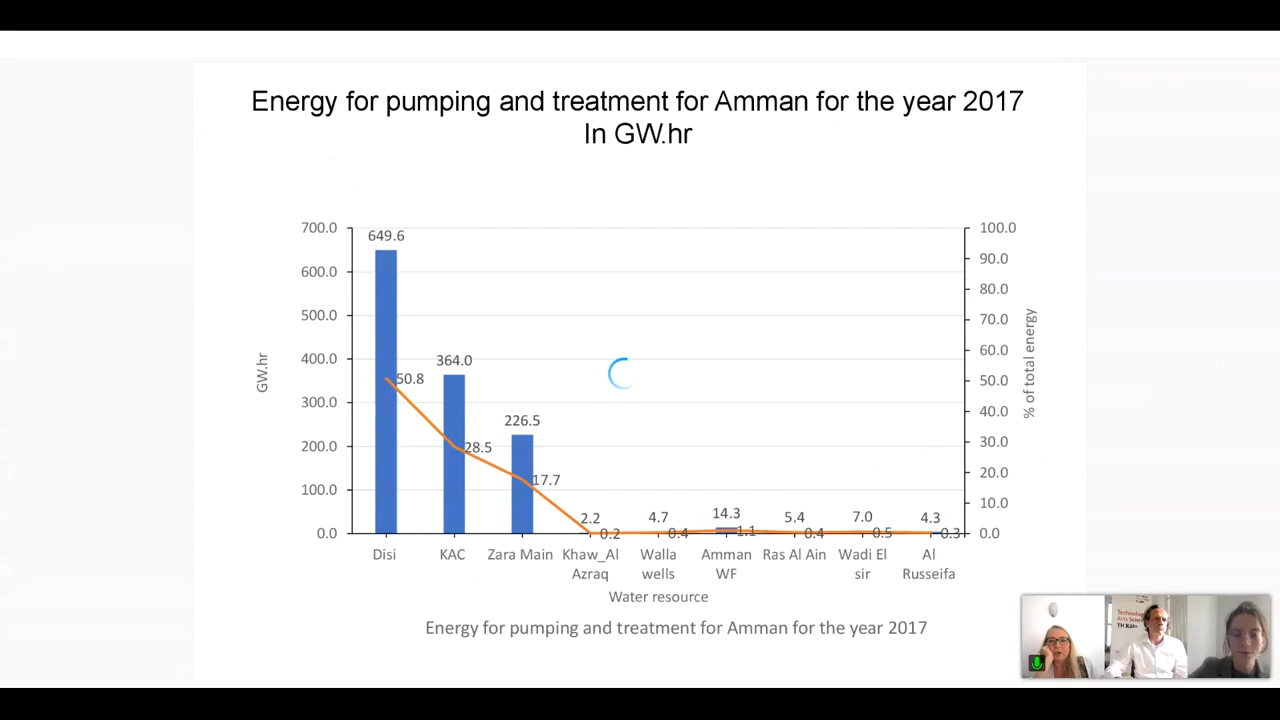 Energy for pumping and treatment for Amman for the year 2017
In GW.hr
700.0
600.0
500.0
400.0
300.0
200.0
100.0
0.0
GW.hr
649.6
364.0
226.5
2.2
4.7
14.3
5.4
7.0
4.3
50.8
28.5
17.7
0.2
0.4
1.1
0.4
0.5
0.3
100.0
90.0
80.0
70.0
60.0
50.0
40.0
30.0
20.0
10.0
0.0
% of total energy
Disi
KAC
Zara Main
Khaw_Al
Azraq
Walla
wells
Amman
WF
Ras Al Ain
Wadi El
sir
Al
Russeifa
Water resource
Energy for pumping and treatment for Amman for the year 2017
TH Köln